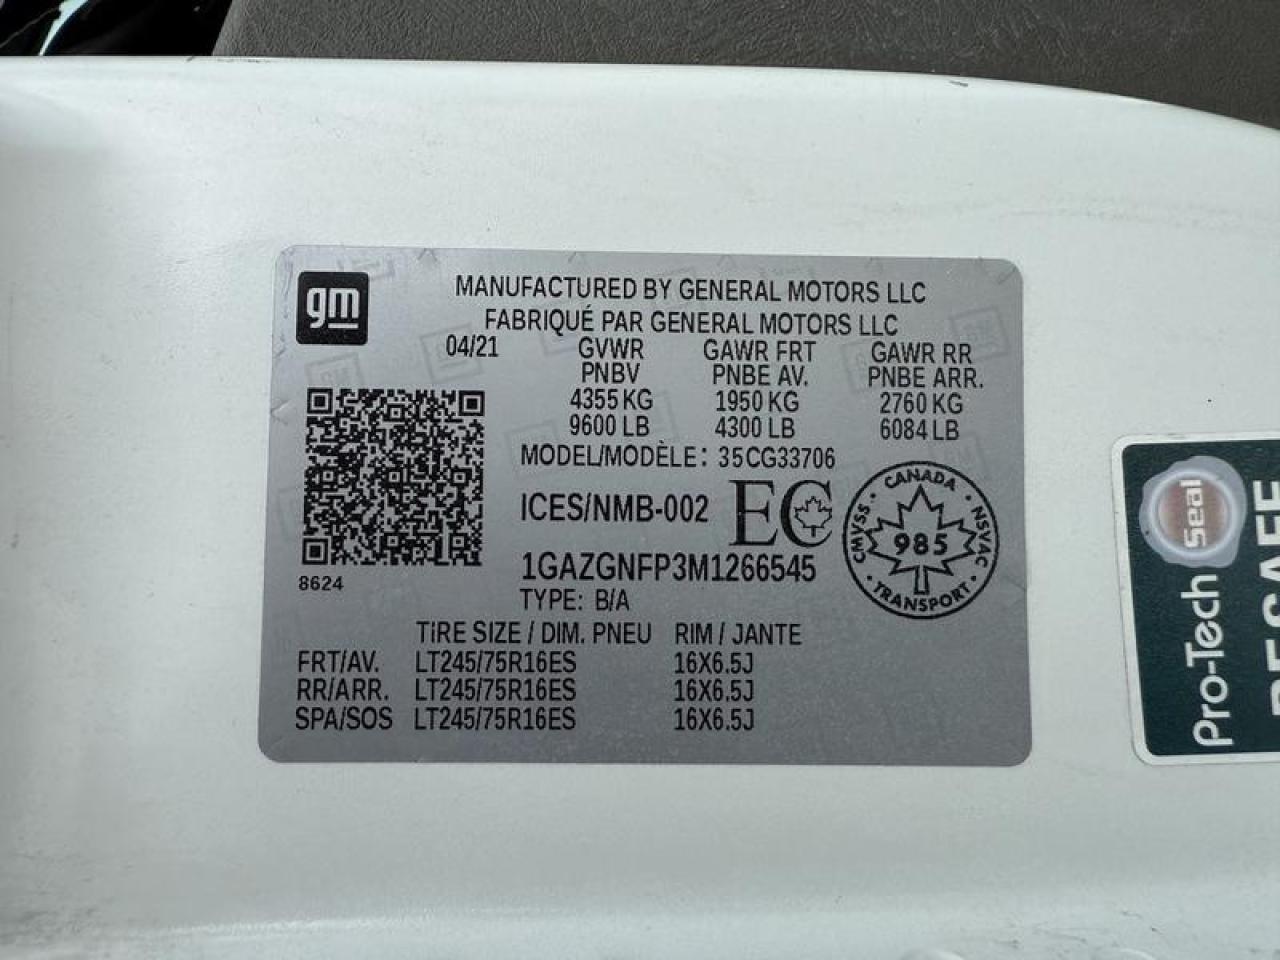 gm
MANUFACTURED BY GENERAL MOTORS LLC
FABRIQUÉ PAR GENERAL MOTORS LLC
04/21 GVWR GAWR FRT GAWR RR
PNBV PNBE AV. PNBE ARR.
4355 KG 1950 KG 2760 KG
9600 LB 4300 LB 6084 LB
MODEL/MODÈLE: 35CG33706
ICES/NMB-002 EC
1GAZGNFP3M1266545
TYPE: B/A
8624
CANADA
CMVSS 985 NSVAC
TRANSPORT
TiRE SIZE / DIM. PNEU RIM / JANTE
FRT/AV. LT245/75R16ES 16X6.5J
RR/ARR. LT245/75R16ES 16X6.5J
SPA/SOS LT245/75R16ES 16X6.5J
Pro-Tech Seal